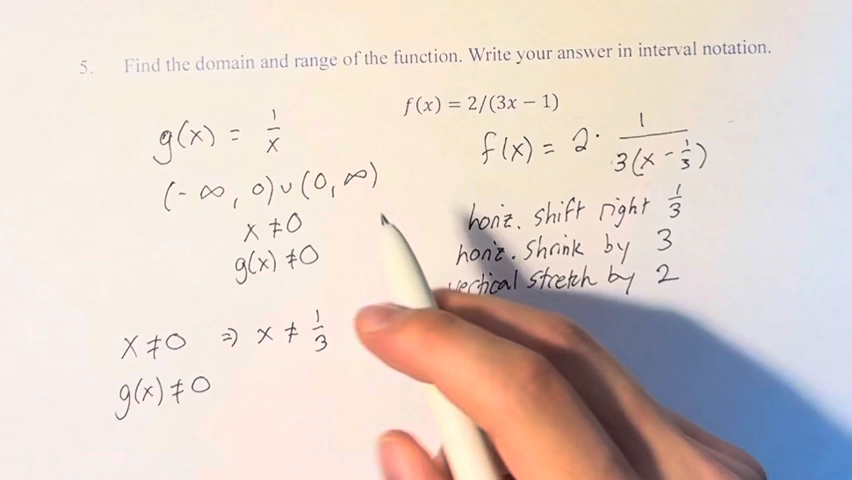 5. Find the domain and range of the function. Write your answer in interval notation.
f(x) = 2/(3x − 1)
g(x) = 1/x
f(x) = 2 · 1/3(x - 1/3)
(-∞, 0) ∪ (0, ∞)
x ≠ 0
g(x) ≠ 0
horiz. shift right 1/3
horiz. shrink by 3
vertical stretch by 2
x ≠ 0 ⇒ x ≠ 1/3
g(x) ≠ 0